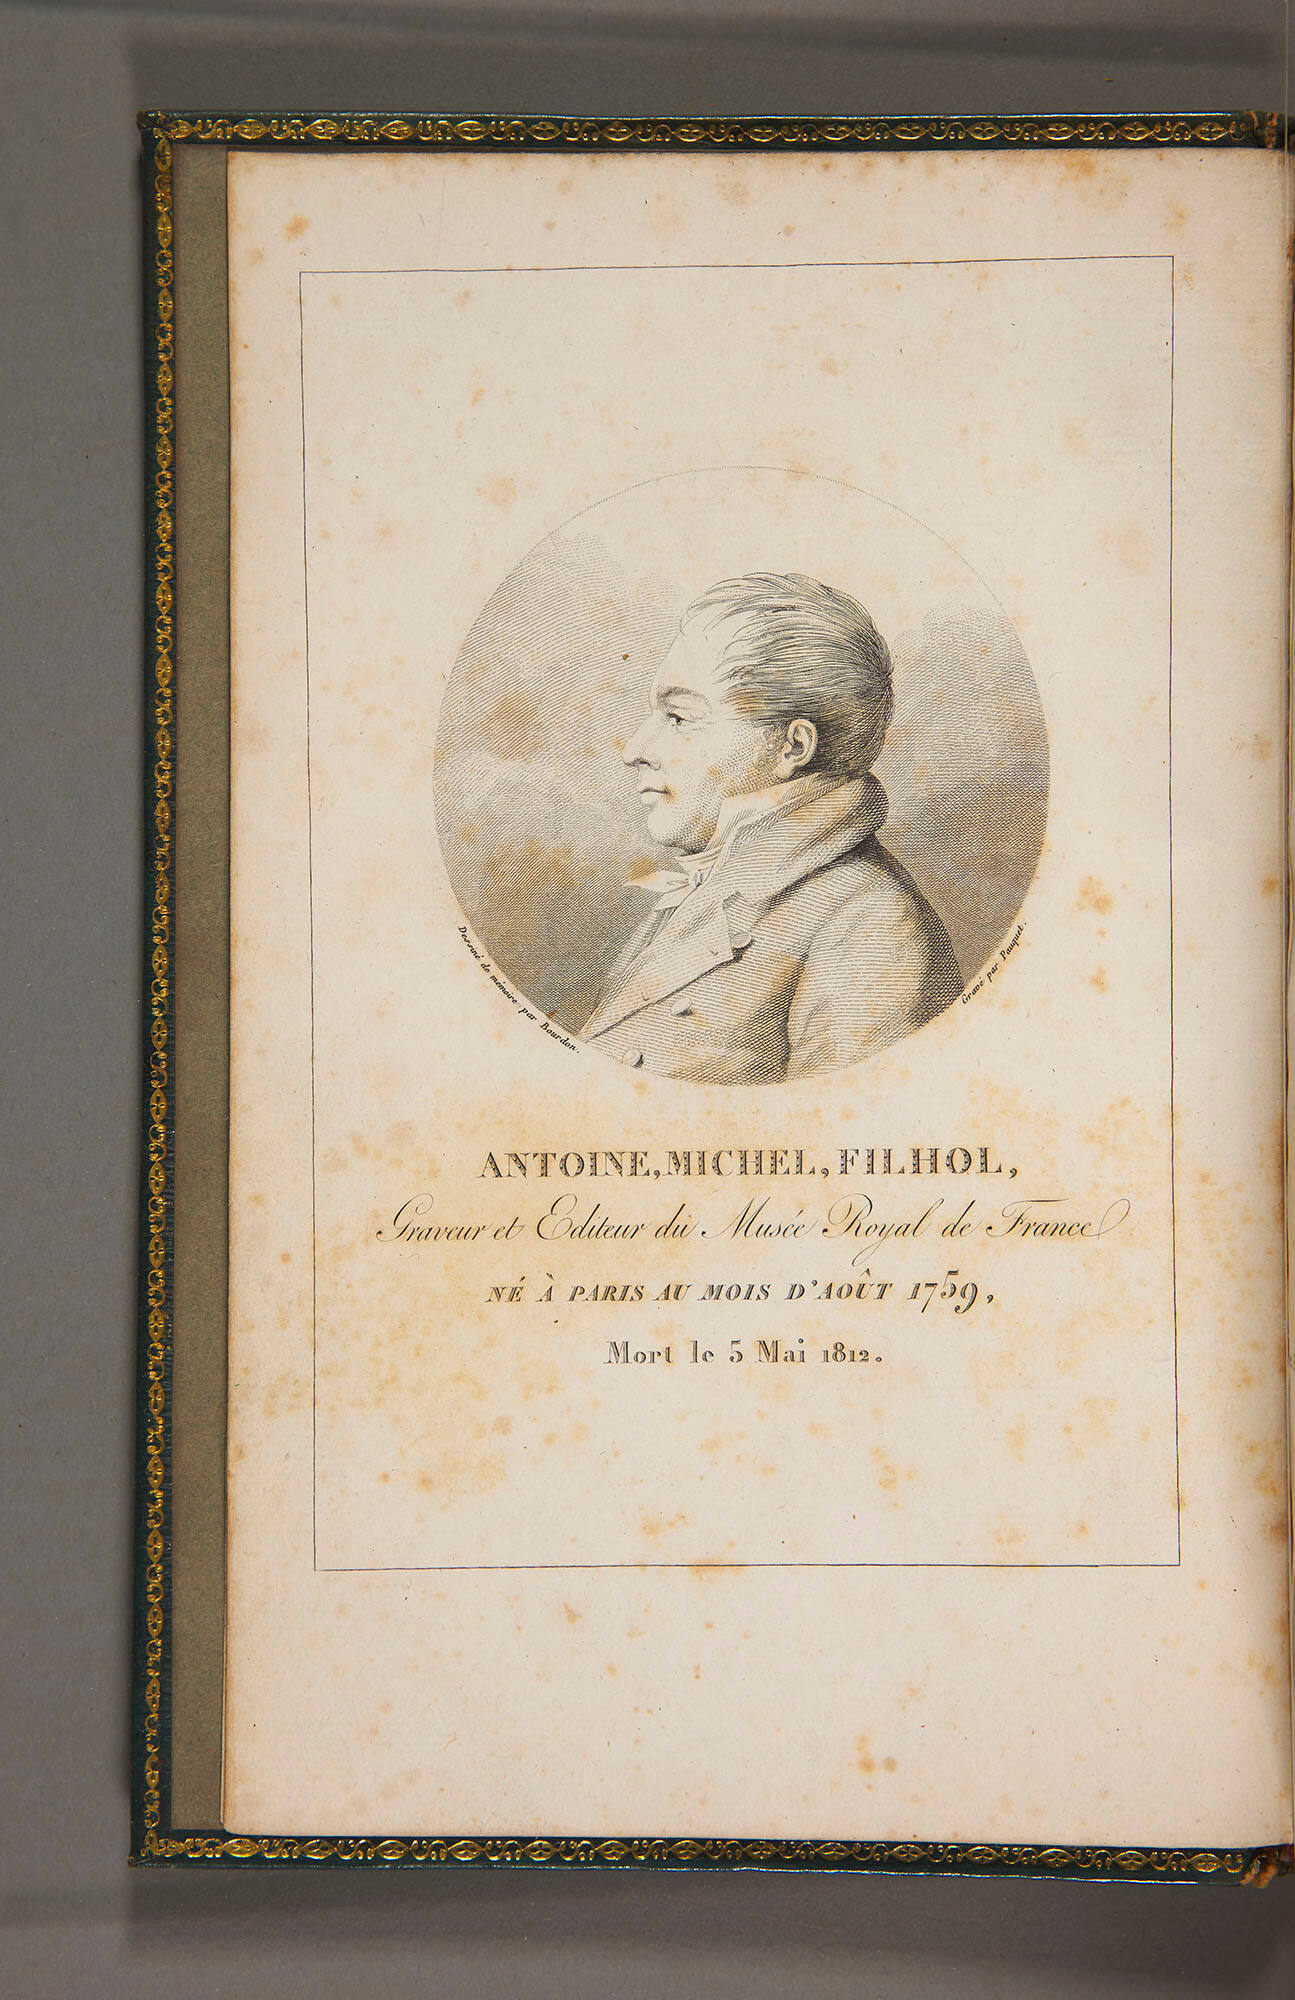 Dessiné de mémoire par Bourdon.
Gravé par Pauquet.
ANTOINE, MICHEL, FILHOL,
Graveur et Editeur du Musée Royal de France
NÉ À PARIS AU MOIS D'AOÛT 1759,
Mort le 5 Mai 1812.